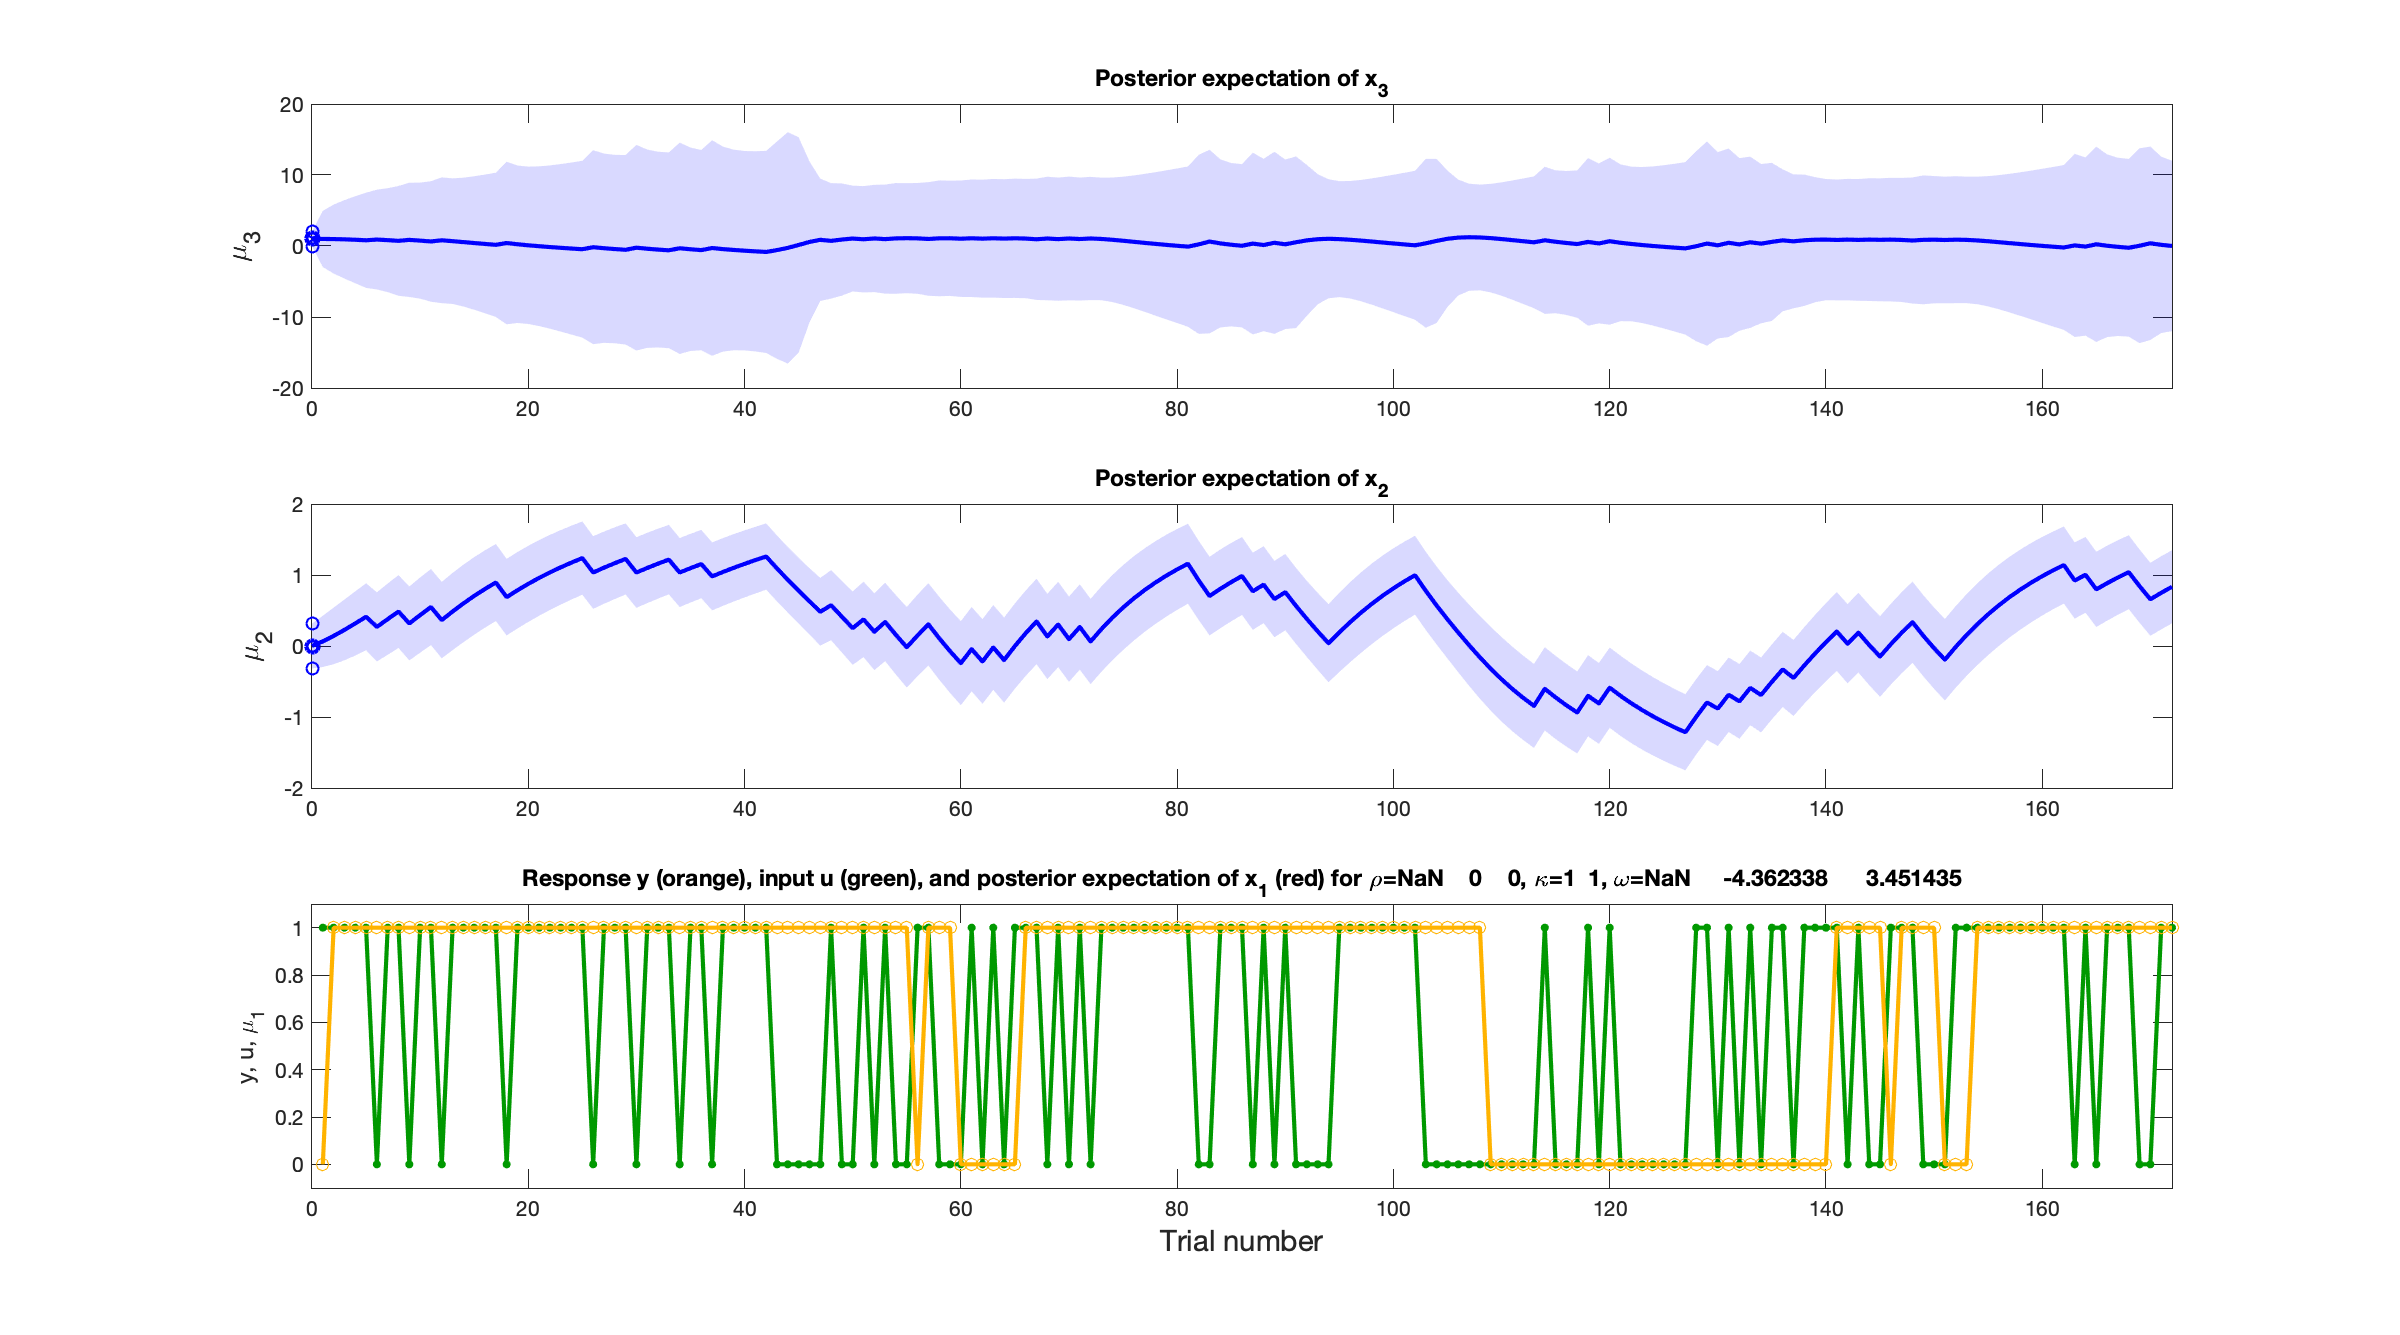 Posterior expectation of x3
20
10
0
-10
-20
μ3
0 20 40 60 80 100 120 140 160
Posterior expectation of x2
2
1
0
-1
-2
μ2
0 20 40 60 80 100 120 140 160
Response y (orange), input u (green), and posterior expectation of x1 (red) for ρ=NaN 0 0, κ=1 1, ω=NaN -4.362338 3.451435
1
0.8
0.6
0.4
0.2
0
y, u, μ1
0 20 40 60 80 100 120 140 160
Trial number